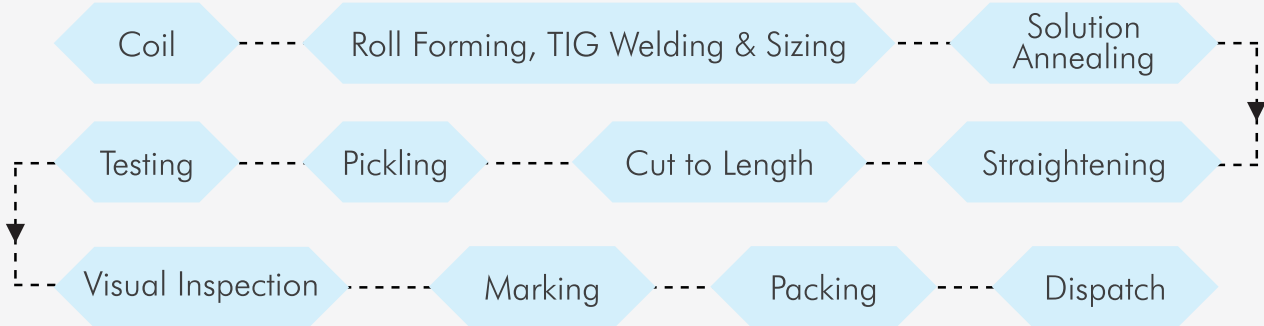 Coil
Roll Forming, TIG Welding & Sizing
Solution
Annealing
Straightening
Cut to Length
Pickling
Testing
Visual Inspection
Marking
Packing
Dispatch